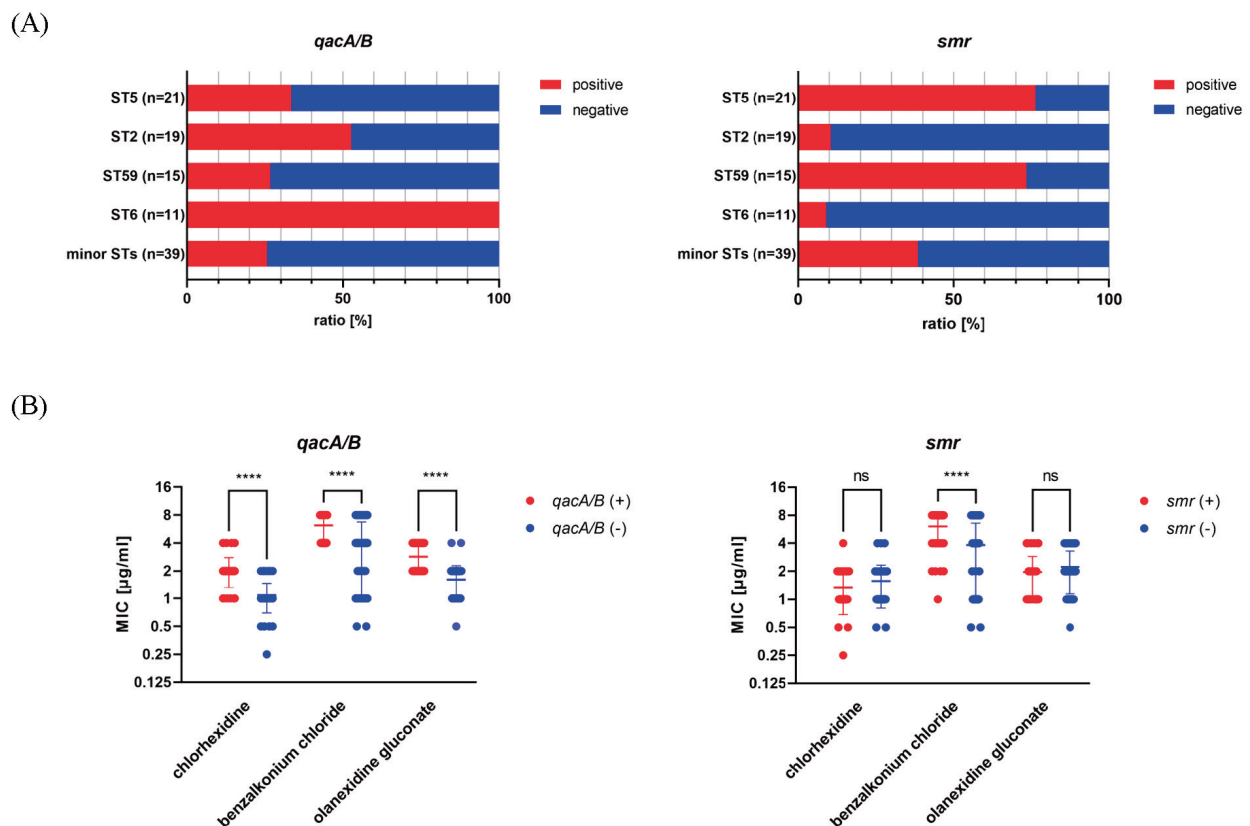 (A)
qacA/B
positive
negative
ST5 (n=21)
ST2 (n=19)
ST59 (n=15)
ST6 (n=11)
minor STs (n=39)
0
50
100
ratio [%]
smr
positive
negative
ST5 (n=21)
ST2 (n=19)
ST59 (n=15)
ST6 (n=11)
minor STs (n=39)
0
50
100
ratio [%]
(B)
qacA/B
****
****
****
qacA/B (+)
qacA/B (-)
MIC [µg/ml]
16
8
4
2
1
0.5
0.25
0.125
chlorhexidine
benzalkonium chloride
olanexidine gluconate
smr
ns
****
ns
smr (+)
smr (-)
MIC [µg/ml]
16
8
4
2
1
0.5
0.25
0.125
chlorhexidine
benzalkonium chloride
olanexidine gluconate